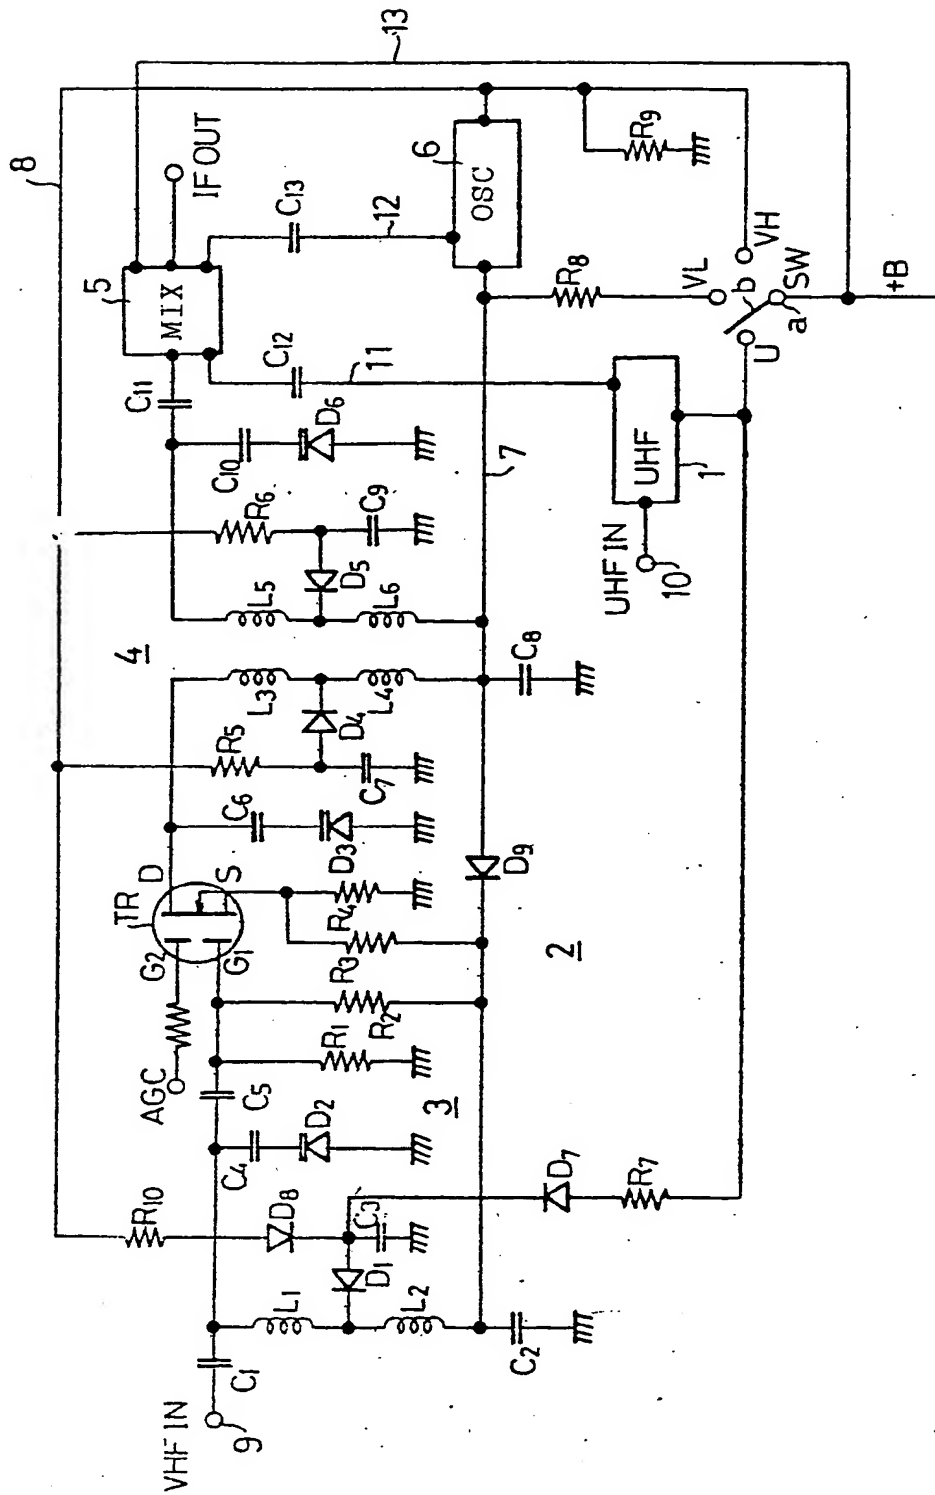 8
13
5
MIX
IF OUT
C13
12
6
OSC
R9
C11
C12
11
C10
D6
R6
C9
D5
L5
L6
7
R8
VL
VH
b
SW
a
U
+B
UHF
1
UHF IN
10
4
L3
L4
D4
C8
R5
C7
C6
D3
D
S
TR
G2
G1
R4
R3
D9
2
AGC
R1
R2
C5
3
C4
D2
R10
D8
C3
D7
R7
D1
L1
L2
C2
C1
VHF IN
9